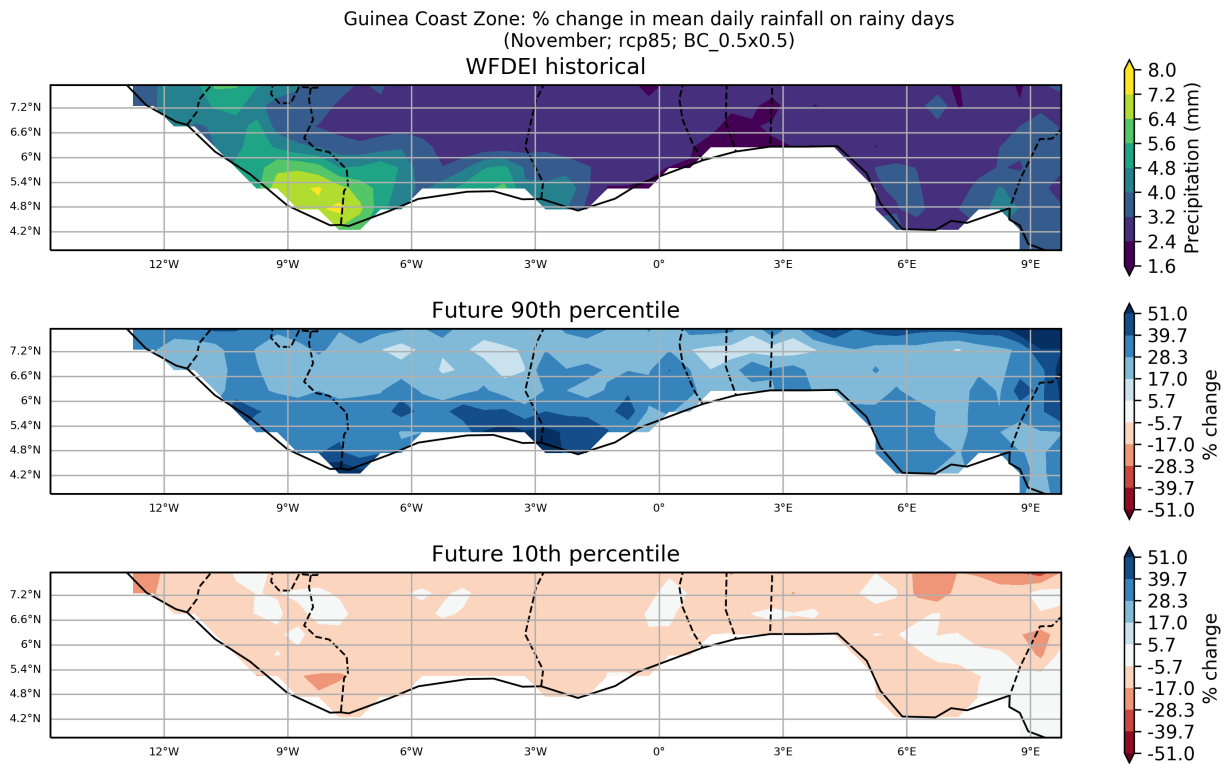 Guinea Coast Zone: % change in mean daily rainfall on rainy days
(November; rcp85; BC_0.5x0.5)
WFDEI historical
7.2°N
6.6°N
6°N
5.4°N
4.8°N
4.2°N
12°W 9°W 6°W 3°W 0° 3°E 6°E 9°E
8.0
7.2
6.4
5.6
4.8
4.0
3.2
2.4
1.6
Precipitation (mm)
Future 90th percentile
7.2°N
6.6°N
6°N
5.4°N
4.8°N
4.2°N
12°W 9°W 6°W 3°W 0° 3°E 6°E 9°E
51.0
39.7
28.3
17.0
5.7
-5.7
-17.0
-28.3
-39.7
-51.0
% change
Future 10th percentile
7.2°N
6.6°N
6°N
5.4°N
4.8°N
4.2°N
12°W 9°W 6°W 3°W 0° 3°E 6°E 9°E
51.0
39.7
28.3
17.0
5.7
-5.7
-17.0
-28.3
-39.7
-51.0
% change